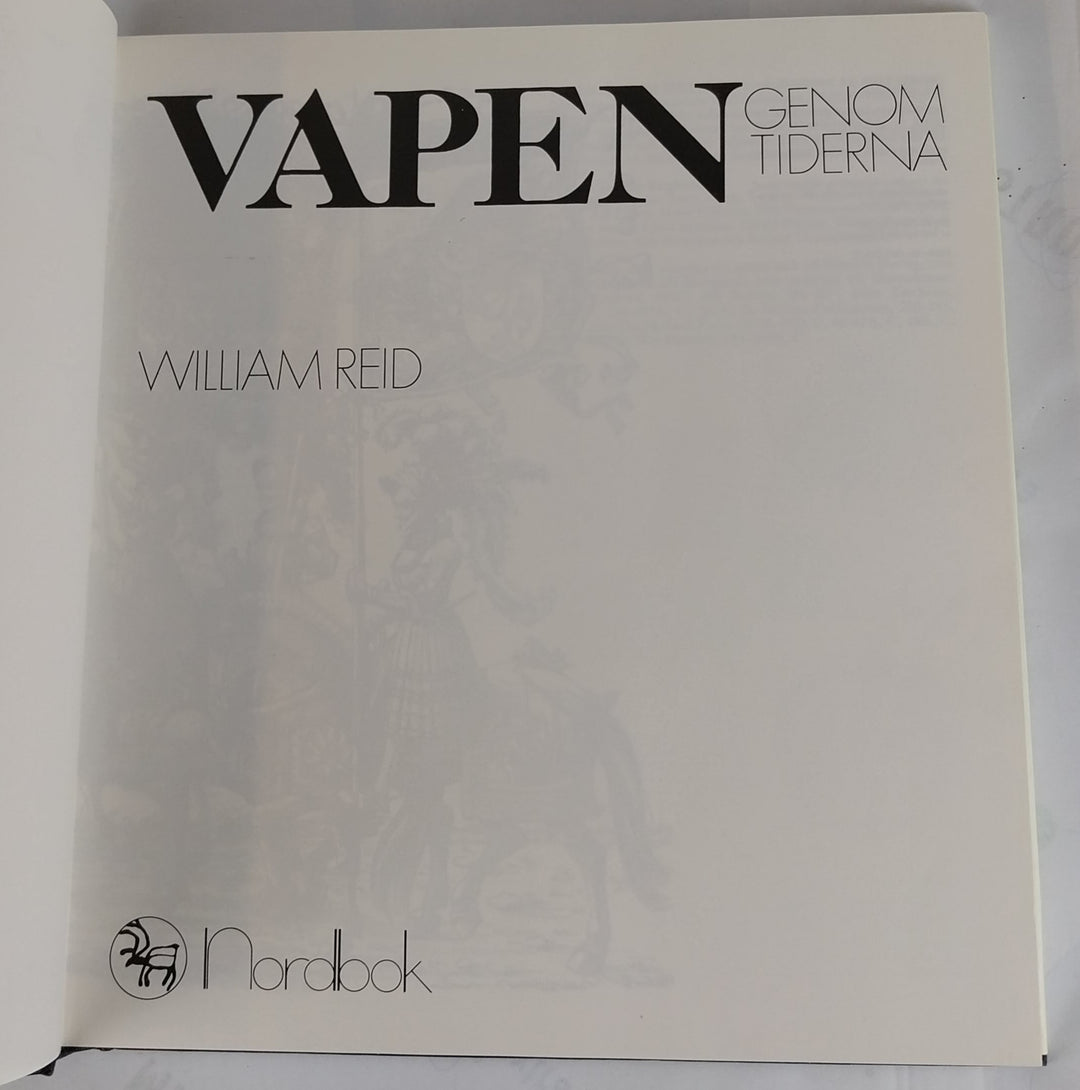 VAPEN GENOM
TIDERNA
WILLIAM REID
Nordbok